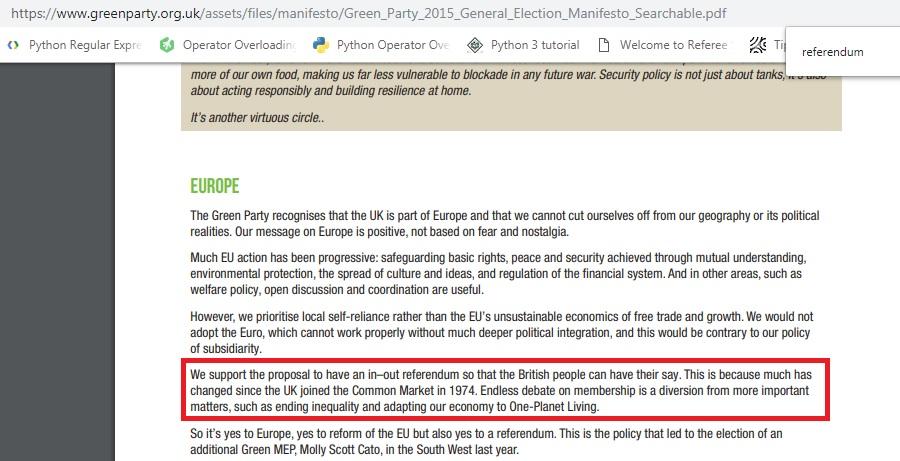 https://www.greenparty.org.uk/assets/files/manifesto/Green_Party_2015_General_Election_Manifesto_Searchable.pdf
Python Regular Expre Operator Overloading Python Operator Ove Python 3 tutorial Welcome to Referee Tip
referendum
more of our own food, making us far less vulnerable to blockade in any future war. Security policy is not just about tanks, it's also
about acting responsibly and building resilience at home.
It's another virtuous circle..
EUROPE
The Green Party recognises that the UK is part of Europe and that we cannot cut ourselves off from our geography or its political
realities. Our message on Europe is positive, not based on fear and nostalgia.
Much EU action has been progressive: safeguarding basic rights, peace and security achieved through mutual understanding,
environmental protection, the spread of culture and ideas, and regulation of the financial system. And in other areas, such as
welfare policy, open discussion and coordination are useful.
However, we prioritise local self-reliance rather than the EU's unsustainable economics of free trade and growth. We would not
adopt the Euro, which cannot work properly without much deeper political integration, and this would be contrary to our policy
of subsidiarity.
We support the proposal to have an in–out referendum so that the British people can have their say. This is because much has
changed since the UK joined the Common Market in 1974. Endless debate on membership is a diversion from more important
matters, such as ending inequality and adapting our economy to One-Planet Living.
So it's yes to Europe, yes to reform of the EU but also yes to a referendum. This is the policy that led to the election of an
additional Green MEP, Molly Scott Cato, in the South West last year.